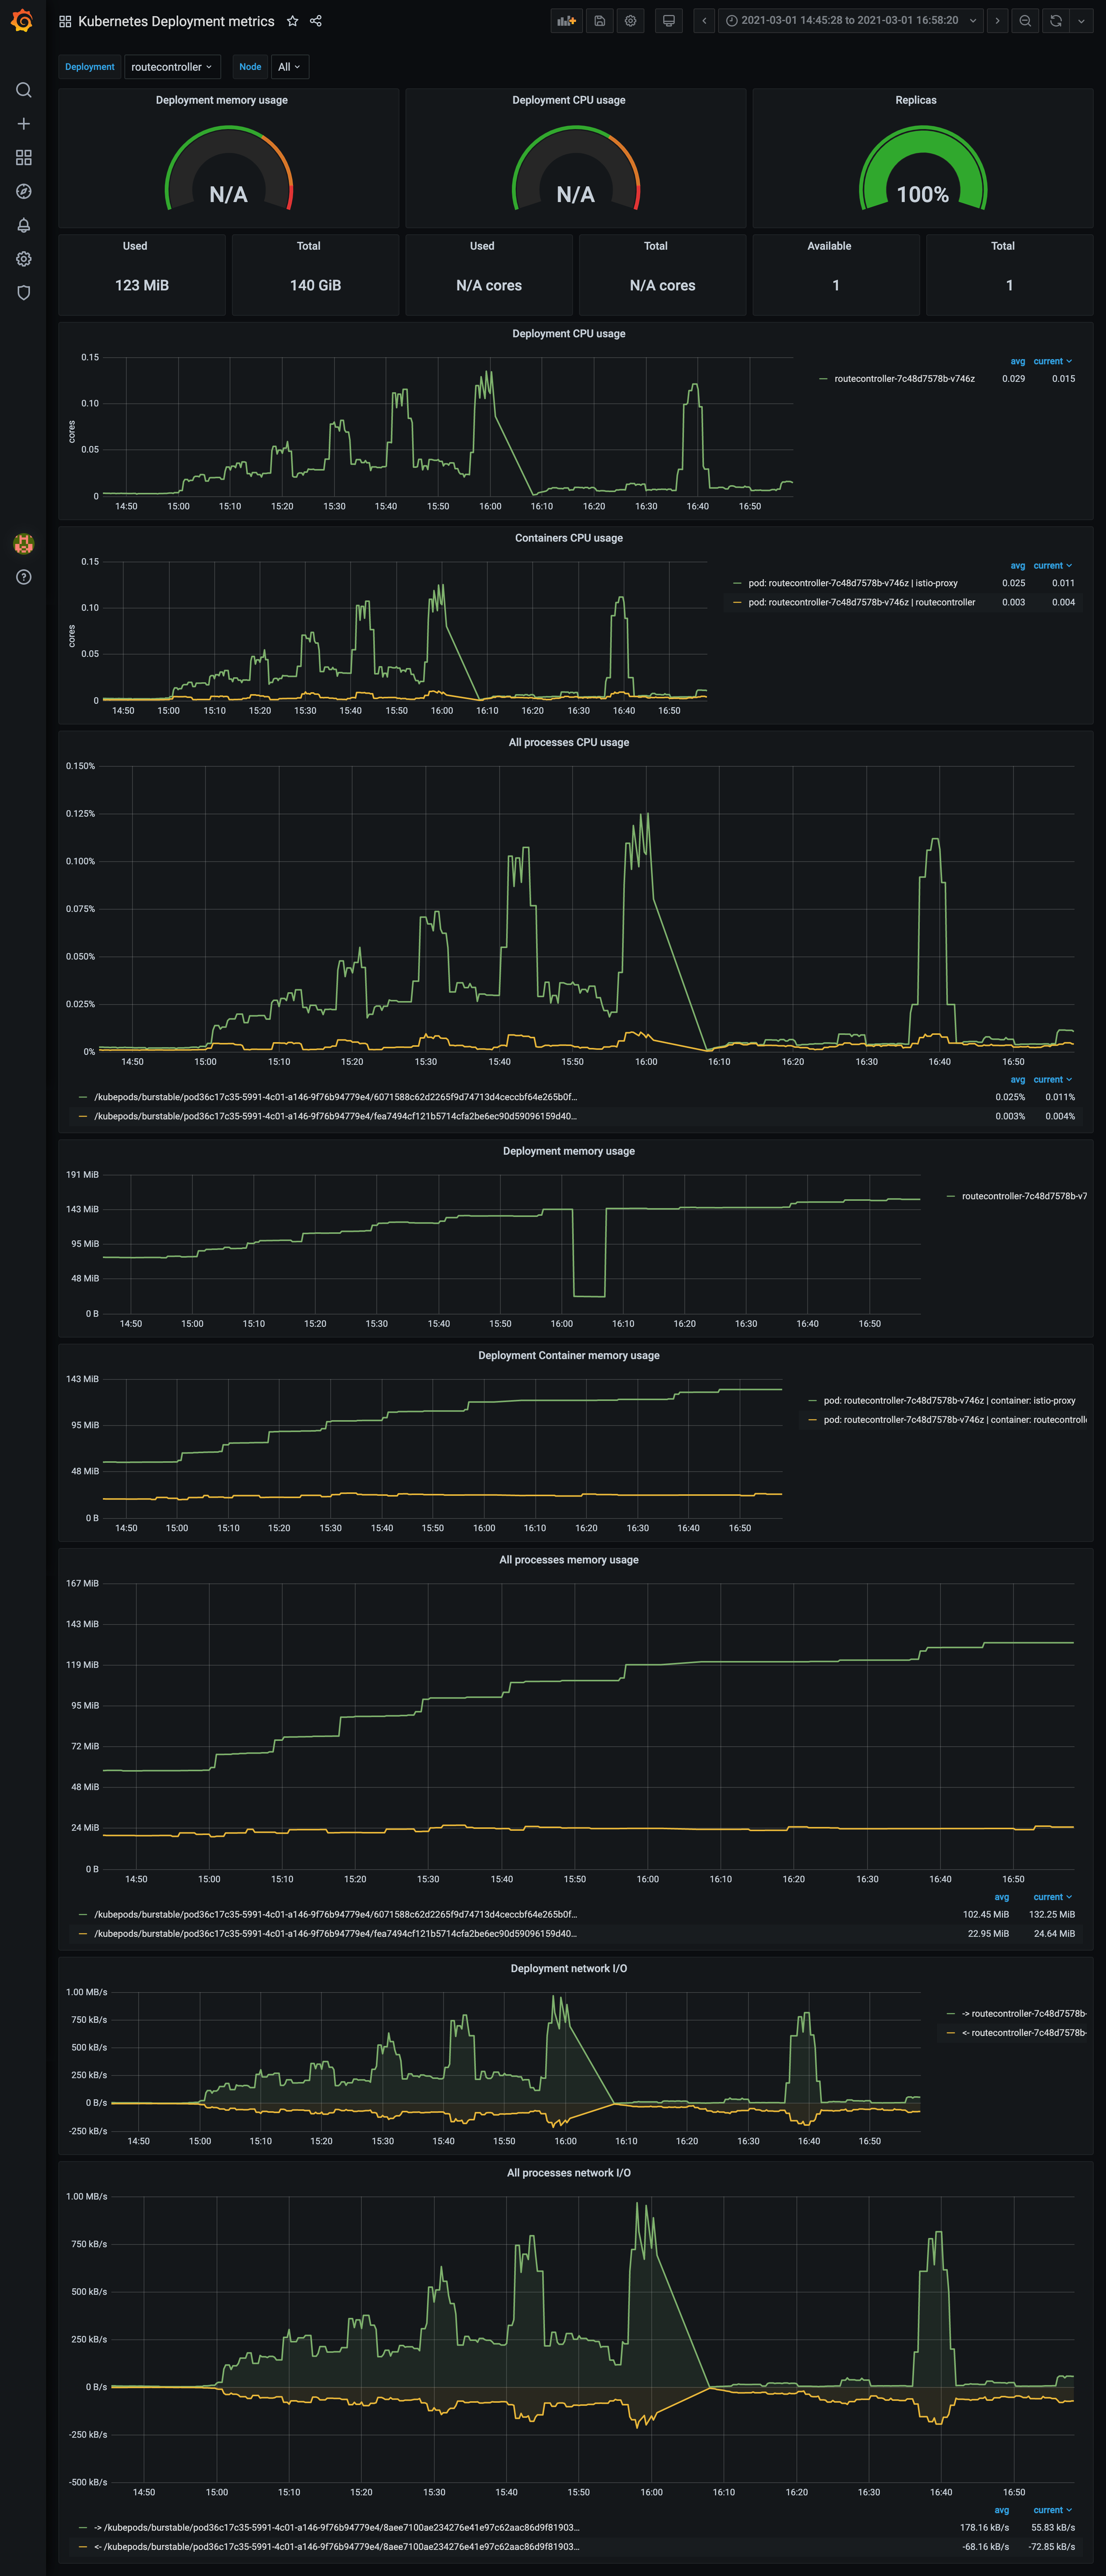 Kubernetes Deployment metrics
2021-03-01 14:45:28 to 2021-03-01 16:58:20
Deployment routecontroller Node All
Deployment memory usage
N/A
Deployment CPU usage
N/A
Replicas
100%
Used
123 MiB
Total
140 GiB
Used
N/A cores
Total
N/A cores
Available
1
Total
1
Deployment CPU usage
0.15
0.10
0.05
0
cores
14:50 15:00 15:10 15:20 15:30 15:40 15:50 16:00 16:10 16:20 16:30 16:40 16:50
avg current
routecontroller-7c48d7578b-v746z 0.029 0.015
Containers CPU usage
0.15
0.10
0.05
0
cores
14:50 15:00 15:10 15:20 15:30 15:40 15:50 16:00 16:10 16:20 16:30 16:40 16:50
avg current
pod: routecontroller-7c48d7578b-v746z | istio-proxy 0.025 0.011
pod: routecontroller-7c48d7578b-v746z | routecontroller 0.003 0.004
All processes CPU usage
0.150%
0.125%
0.100%
0.075%
0.050%
0.025%
0%
14:50 15:00 15:10 15:20 15:30 15:40 15:50 16:00 16:10 16:20 16:30 16:40 16:50
avg current
/kubepods/burstable/pod36c17c35-5991-4c01-a146-9f76b94779e4/6071588c62d2265f9d74713d4ceccbf64e265b0f... 0.025% 0.011%
/kubepods/burstable/pod36c17c35-5991-4c01-a146-9f76b94779e4/fea7494cf121b5714cfa2be6ec90d59096159d40... 0.003% 0.004%
Deployment memory usage
191 MiB
143 MiB
95 MiB
48 MiB
0 B
14:50 15:00 15:10 15:20 15:30 15:40 15:50 16:00 16:10 16:20 16:30 16:40 16:50
routecontroller-7c48d7578b-v7
Deployment Container memory usage
143 MiB
95 MiB
48 MiB
0 B
14:50 15:00 15:10 15:20 15:30 15:40 15:50 16:00 16:10 16:20 16:30 16:40 16:50
pod: routecontroller-7c48d7578b-v746z | container: istio-proxy
pod: routecontroller-7c48d7578b-v746z | container: routecontroll
All processes memory usage
167 MiB
143 MiB
119 MiB
95 MiB
72 MiB
48 MiB
24 MiB
0 B
14:50 15:00 15:10 15:20 15:30 15:40 15:50 16:00 16:10 16:20 16:30 16:40 16:50
avg current
/kubepods/burstable/pod36c17c35-5991-4c01-a146-9f76b94779e4/6071588c62d2265f9d74713d4ceccbf64e265b0f... 102.45 MiB 132.25 MiB
/kubepods/burstable/pod36c17c35-5991-4c01-a146-9f76b94779e4/fea7494cf121b5714cfa2be6ec90d59096159d40... 22.95 MiB 24.64 MiB
Deployment network I/O
1.00 MB/s
750 kB/s
500 kB/s
250 kB/s
0 B/s
-250 kB/s
14:50 15:00 15:10 15:20 15:30 15:40 15:50 16:00 16:10 16:20 16:30 16:40 16:50
-> routecontroller-7c48d7578b-
<- routecontroller-7c48d7578b-
All processes network I/O
1.00 MB/s
750 kB/s
500 kB/s
250 kB/s
0 B/s
-250 kB/s
-500 kB/s
14:50 15:00 15:10 15:20 15:30 15:40 15:50 16:00 16:10 16:20 16:30 16:40 16:50
avg current
-> /kubepods/burstable/pod36c17c35-5991-4c01-a146-9f76b94779e4/8aee7100ae234276e41e97c62aac86d9f81903... 178.16 kB/s 55.83 kB/s
<- /kubepods/burstable/pod36c17c35-5991-4c01-a146-9f76b94779e4/8aee7100ae234276e41e97c62aac86d9f81903... -68.16 kB/s -72.85 kB/s